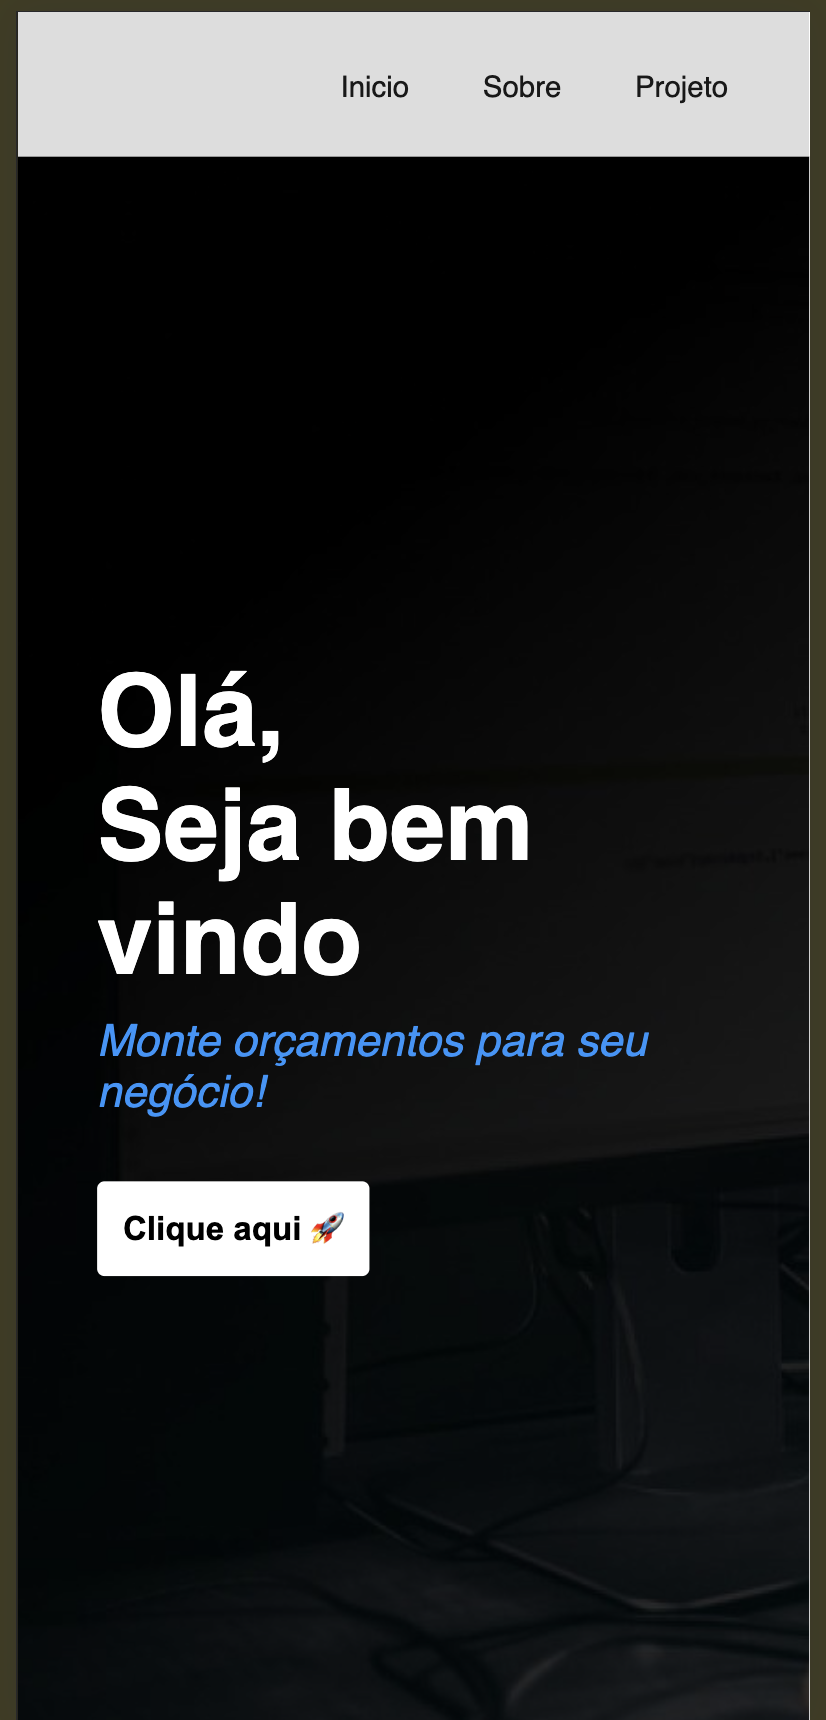 Inicio Sobre Projeto
Olá,
Seja bem
vindo
Monte orçamentos para seu
negócio!
Clique aqui 🚀